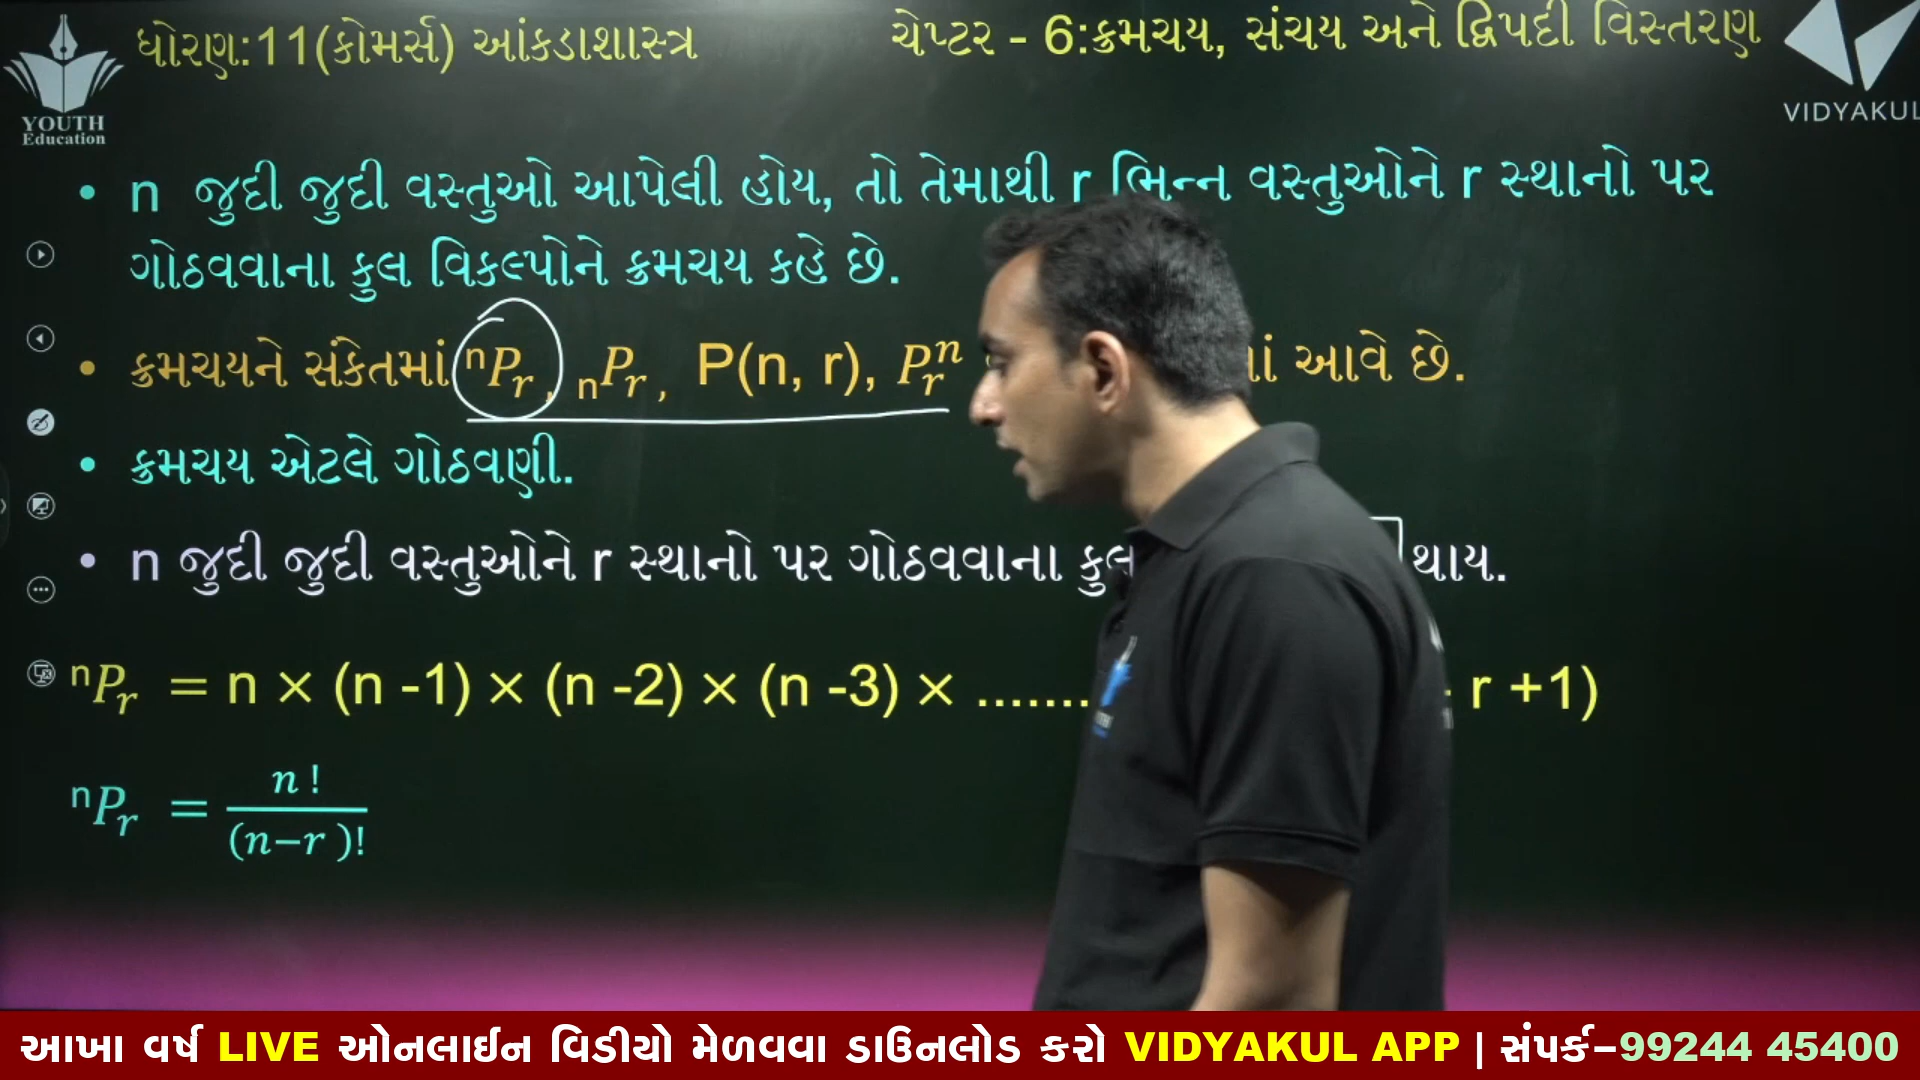 ધોરણ:11(કોમર્સ) આંકડાશાસ્ત્ર
ચેપ્ટર - 6:ક્રમચય, સંચય અને દ્વિપદી વિસ્તરણ
YOUTH
Education
VIDYAKUL
• n જુદી જુદી વસ્તુઓ આપેલી હોય, તો તેમાથી r ભિન્ન વસ્તુઓને r સ્થાનો પર
ગોઠવવાના કુલ વિકલ્પોને ક્રમચય કહે છે.
• ક્રમચયને સંકેતમાં ⁿPᵣ, ₙPᵣ, P(n, r), Pᵣⁿ આવે છે.
• ક્રમચય એટલે ગોઠવણી.
• n જુદી જુદી વસ્તુઓને r સ્થાનો પર ગોઠવવાના કુલ થાય.
ⁿPᵣ = n × (n -1) × (n -2) × (n -3) × ....... r +1)
ⁿPᵣ = n ! / (n−r )!
આખા વર્ષ LIVE ઓનલાઈન વિડીયો મેળવવા ડાઉનલોડ કરો VIDYAKUL APP | સંપર્ક–99244 45400